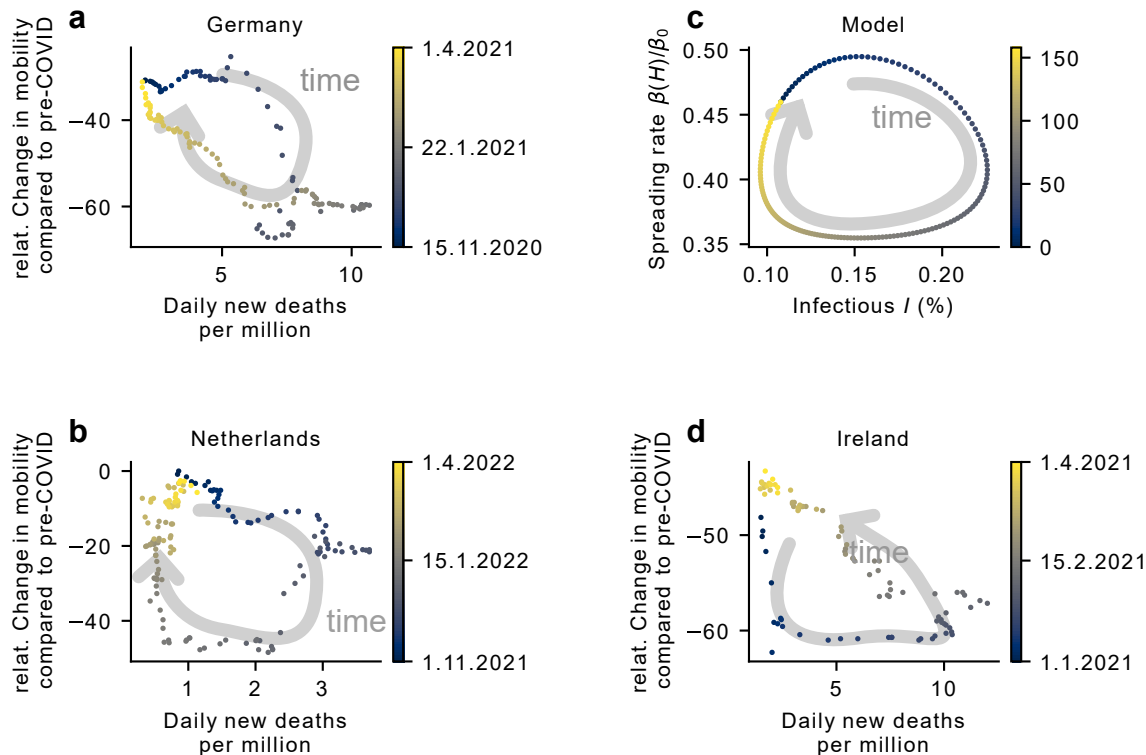 a
Germany
relat. Change in mobility
compared to pre-COVID
−40
−60
5
10
Daily new deaths
per million
time
1.4.2021
22.1.2021
15.11.2020
c
Model
Spreading rate β(H)/β₀
0.50
0.45
0.40
0.35
0.10
0.15
0.20
Infectious I (%)
time
150
100
50
0
b
Netherlands
relat. Change in mobility
compared to pre-COVID
0
−20
−40
1
2
3
Daily new deaths
per million
time
1.4.2022
15.1.2022
1.11.2021
d
Ireland
relat. Change in mobility
compared to pre-COVID
−50
−60
5
10
Daily new deaths
per million
time
1.4.2021
15.2.2021
1.1.2021